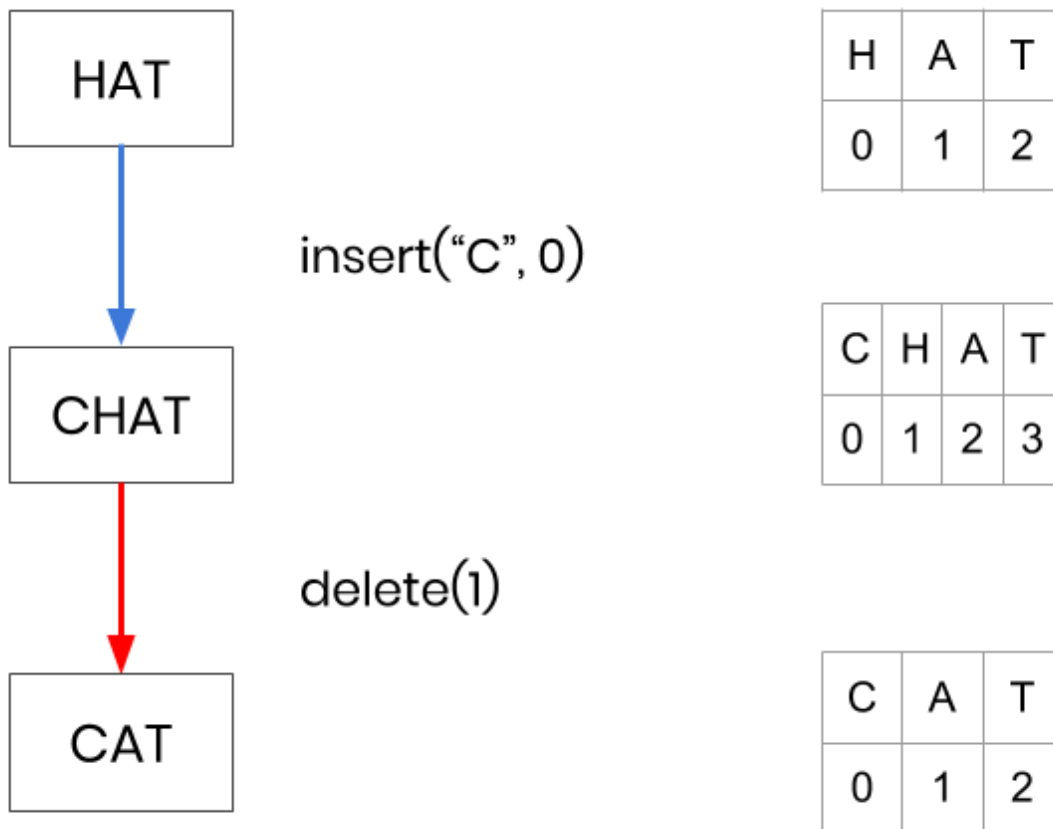 HAT
H A T
0 1 2
insert(“C”, 0)
CHAT
C H A T
0 1 2 3
delete(1)
CAT
C A T
0 1 2